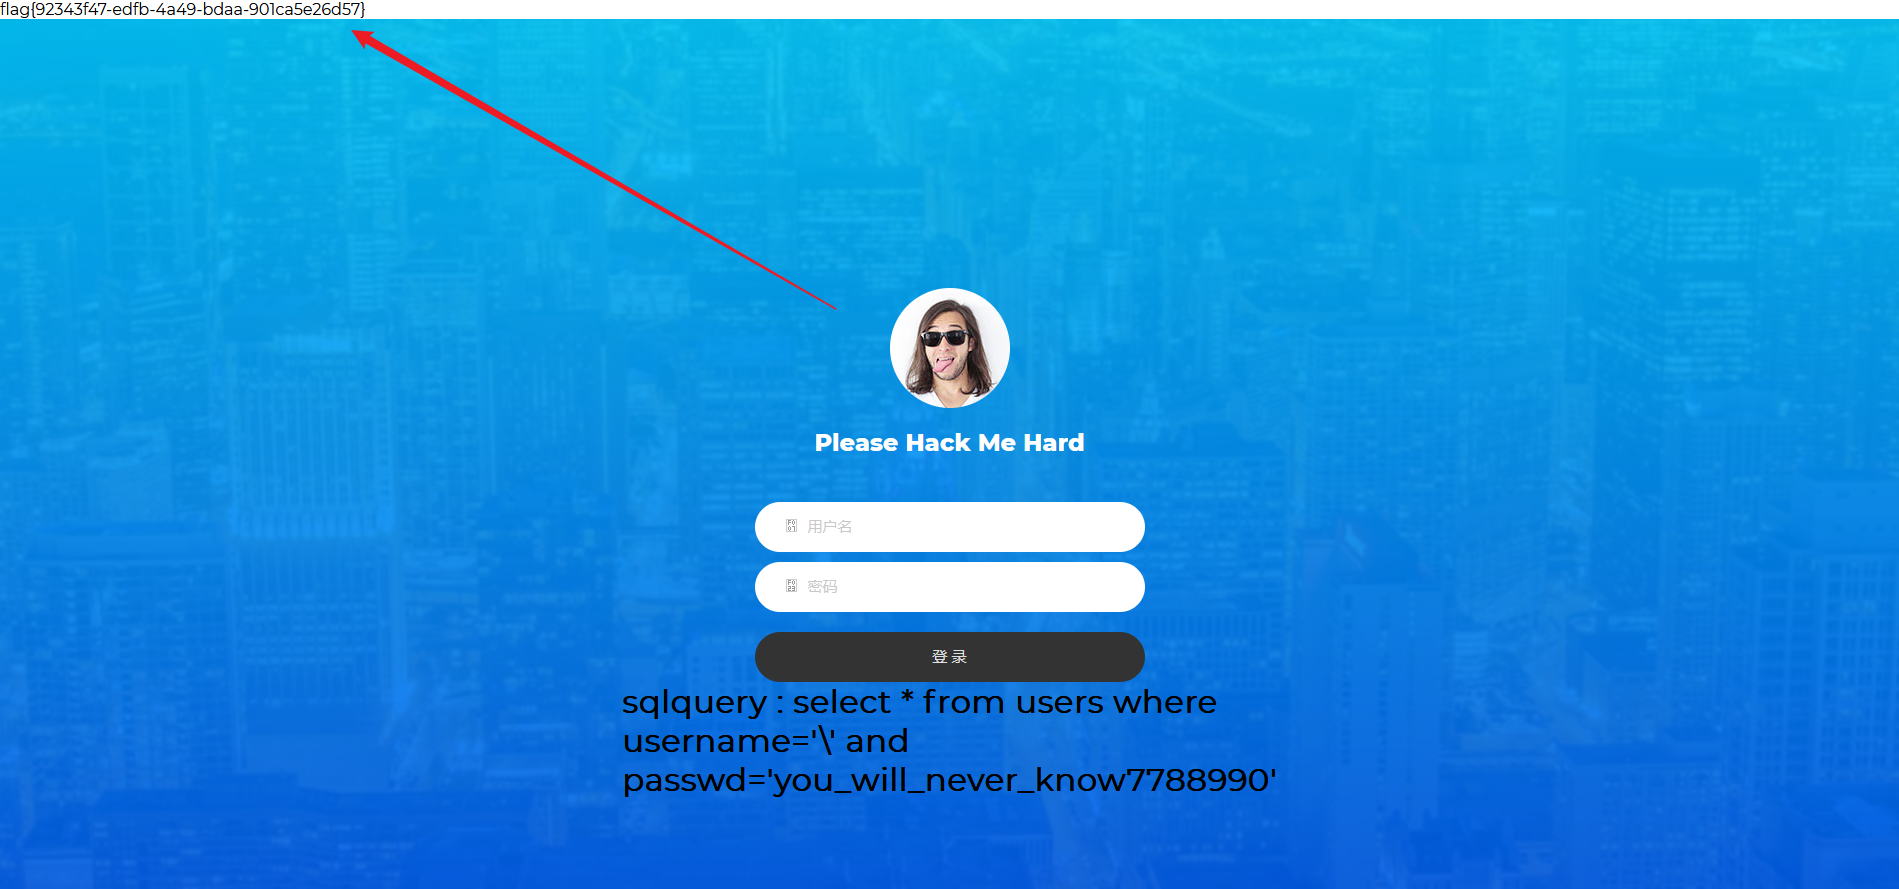 flag{92343f47-edfb-4a49-bdaa-901ca5e26d57}
Please Hack Me Hard
用户名
密码
登 录
sqlquery : select * from users where
username='\' and
passwd='you_will_never_know7788990'